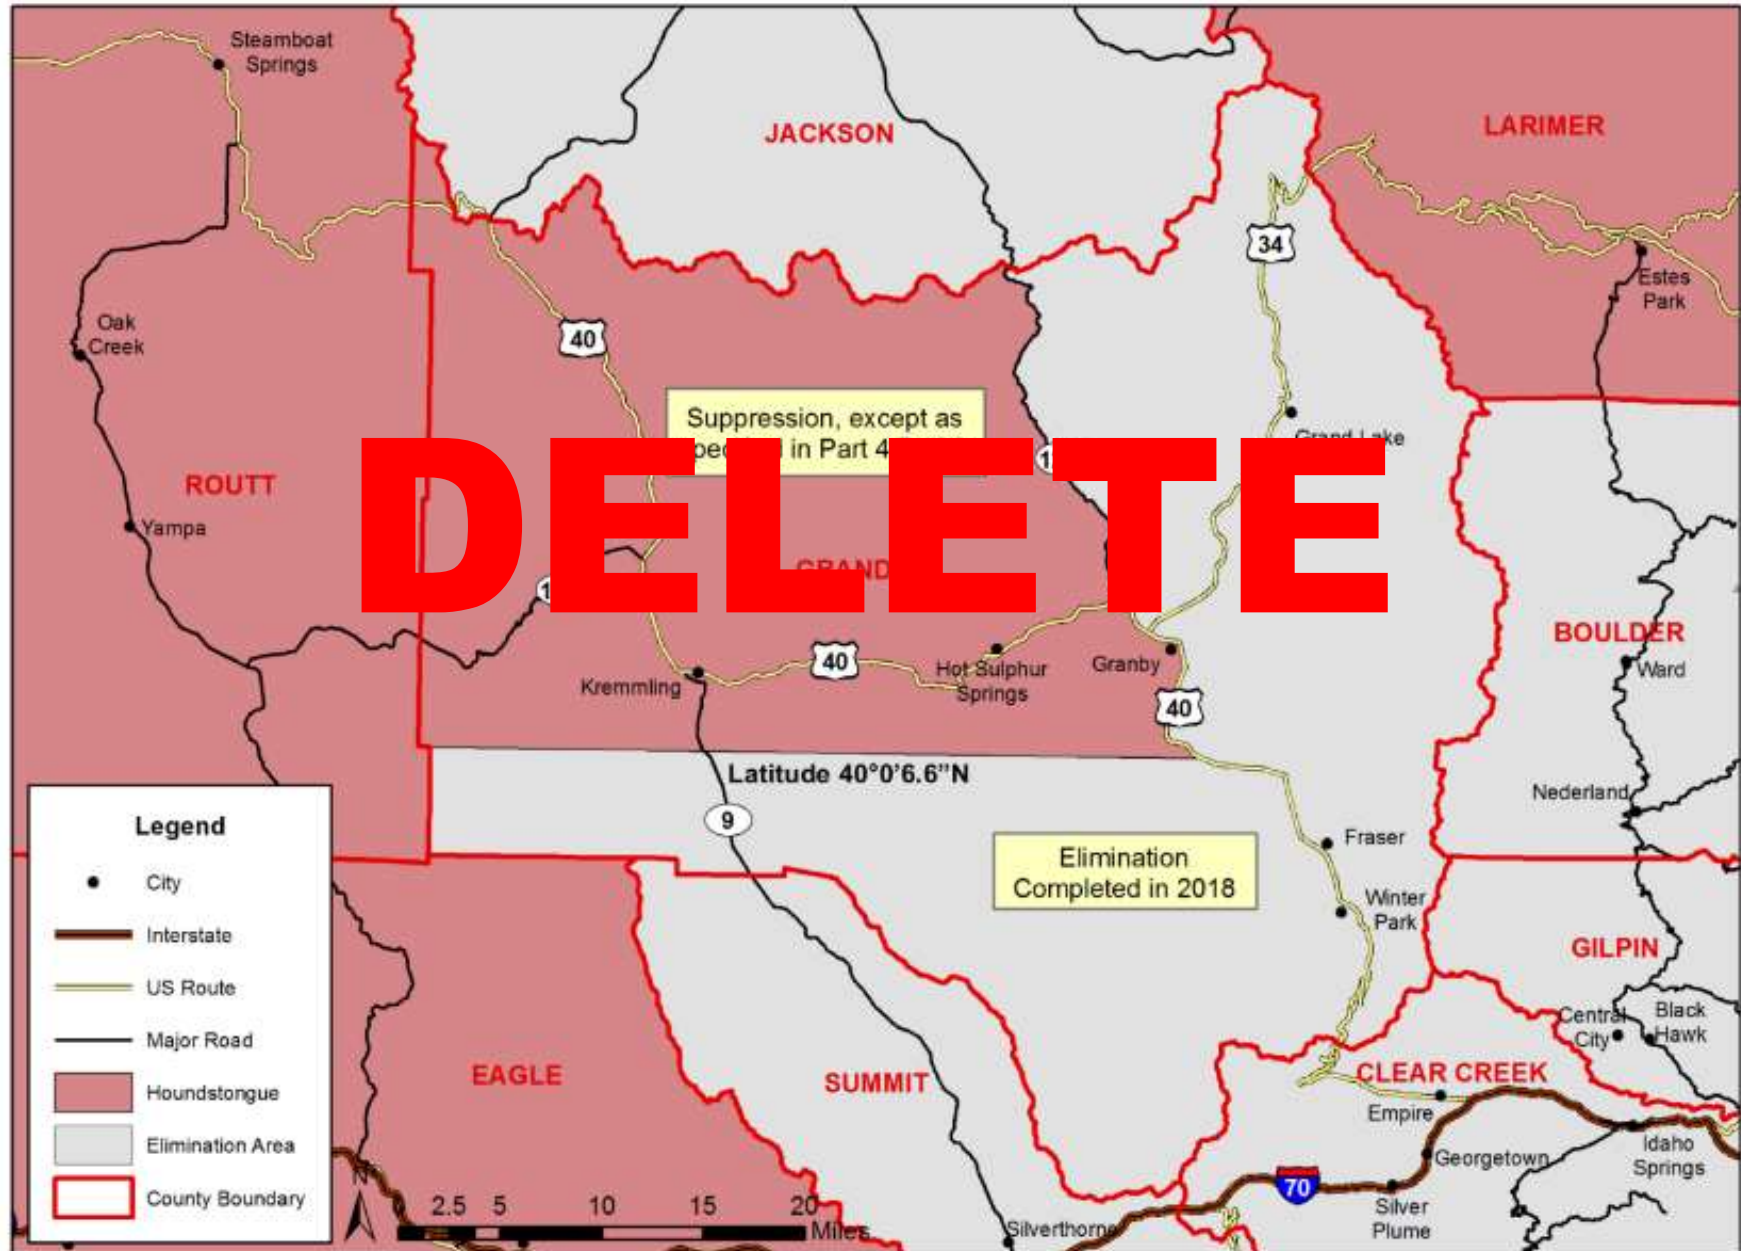 Steamboat
Springs
JACKSON
LARIMER
34
Estes
Park
Oak
Creek
40
Suppression, except as
in Part
Grand Lake
ROUTT
Yampa
DELETE
GRAND
BOULDER
Ward
40
Hot Sulphur
Springs
Granby
Kremmling
40
Latitude 40°0'6.6"N
Nederland
9
Fraser
Elimination
Completed in 2018
Winter
Park
GILPIN
Central
City
Black
Hawk
EAGLE
SUMMIT
CLEAR CREEK
Empire
Idaho
Springs
Georgetown
70
Silver
Plume
Silverthorne
Legend
City
Interstate
US Route
Major Road
Houndstongue
Elimination Area
County Boundary
N
2.5 5 10 15 20
Miles